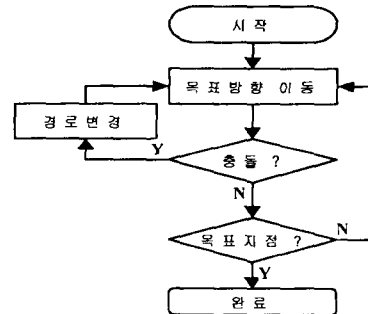 시 작
목 표 방 향 이 동
경 로 변 경
Y
충 돌 ?
N
목 표 지 점 ?
N
Y
완 료